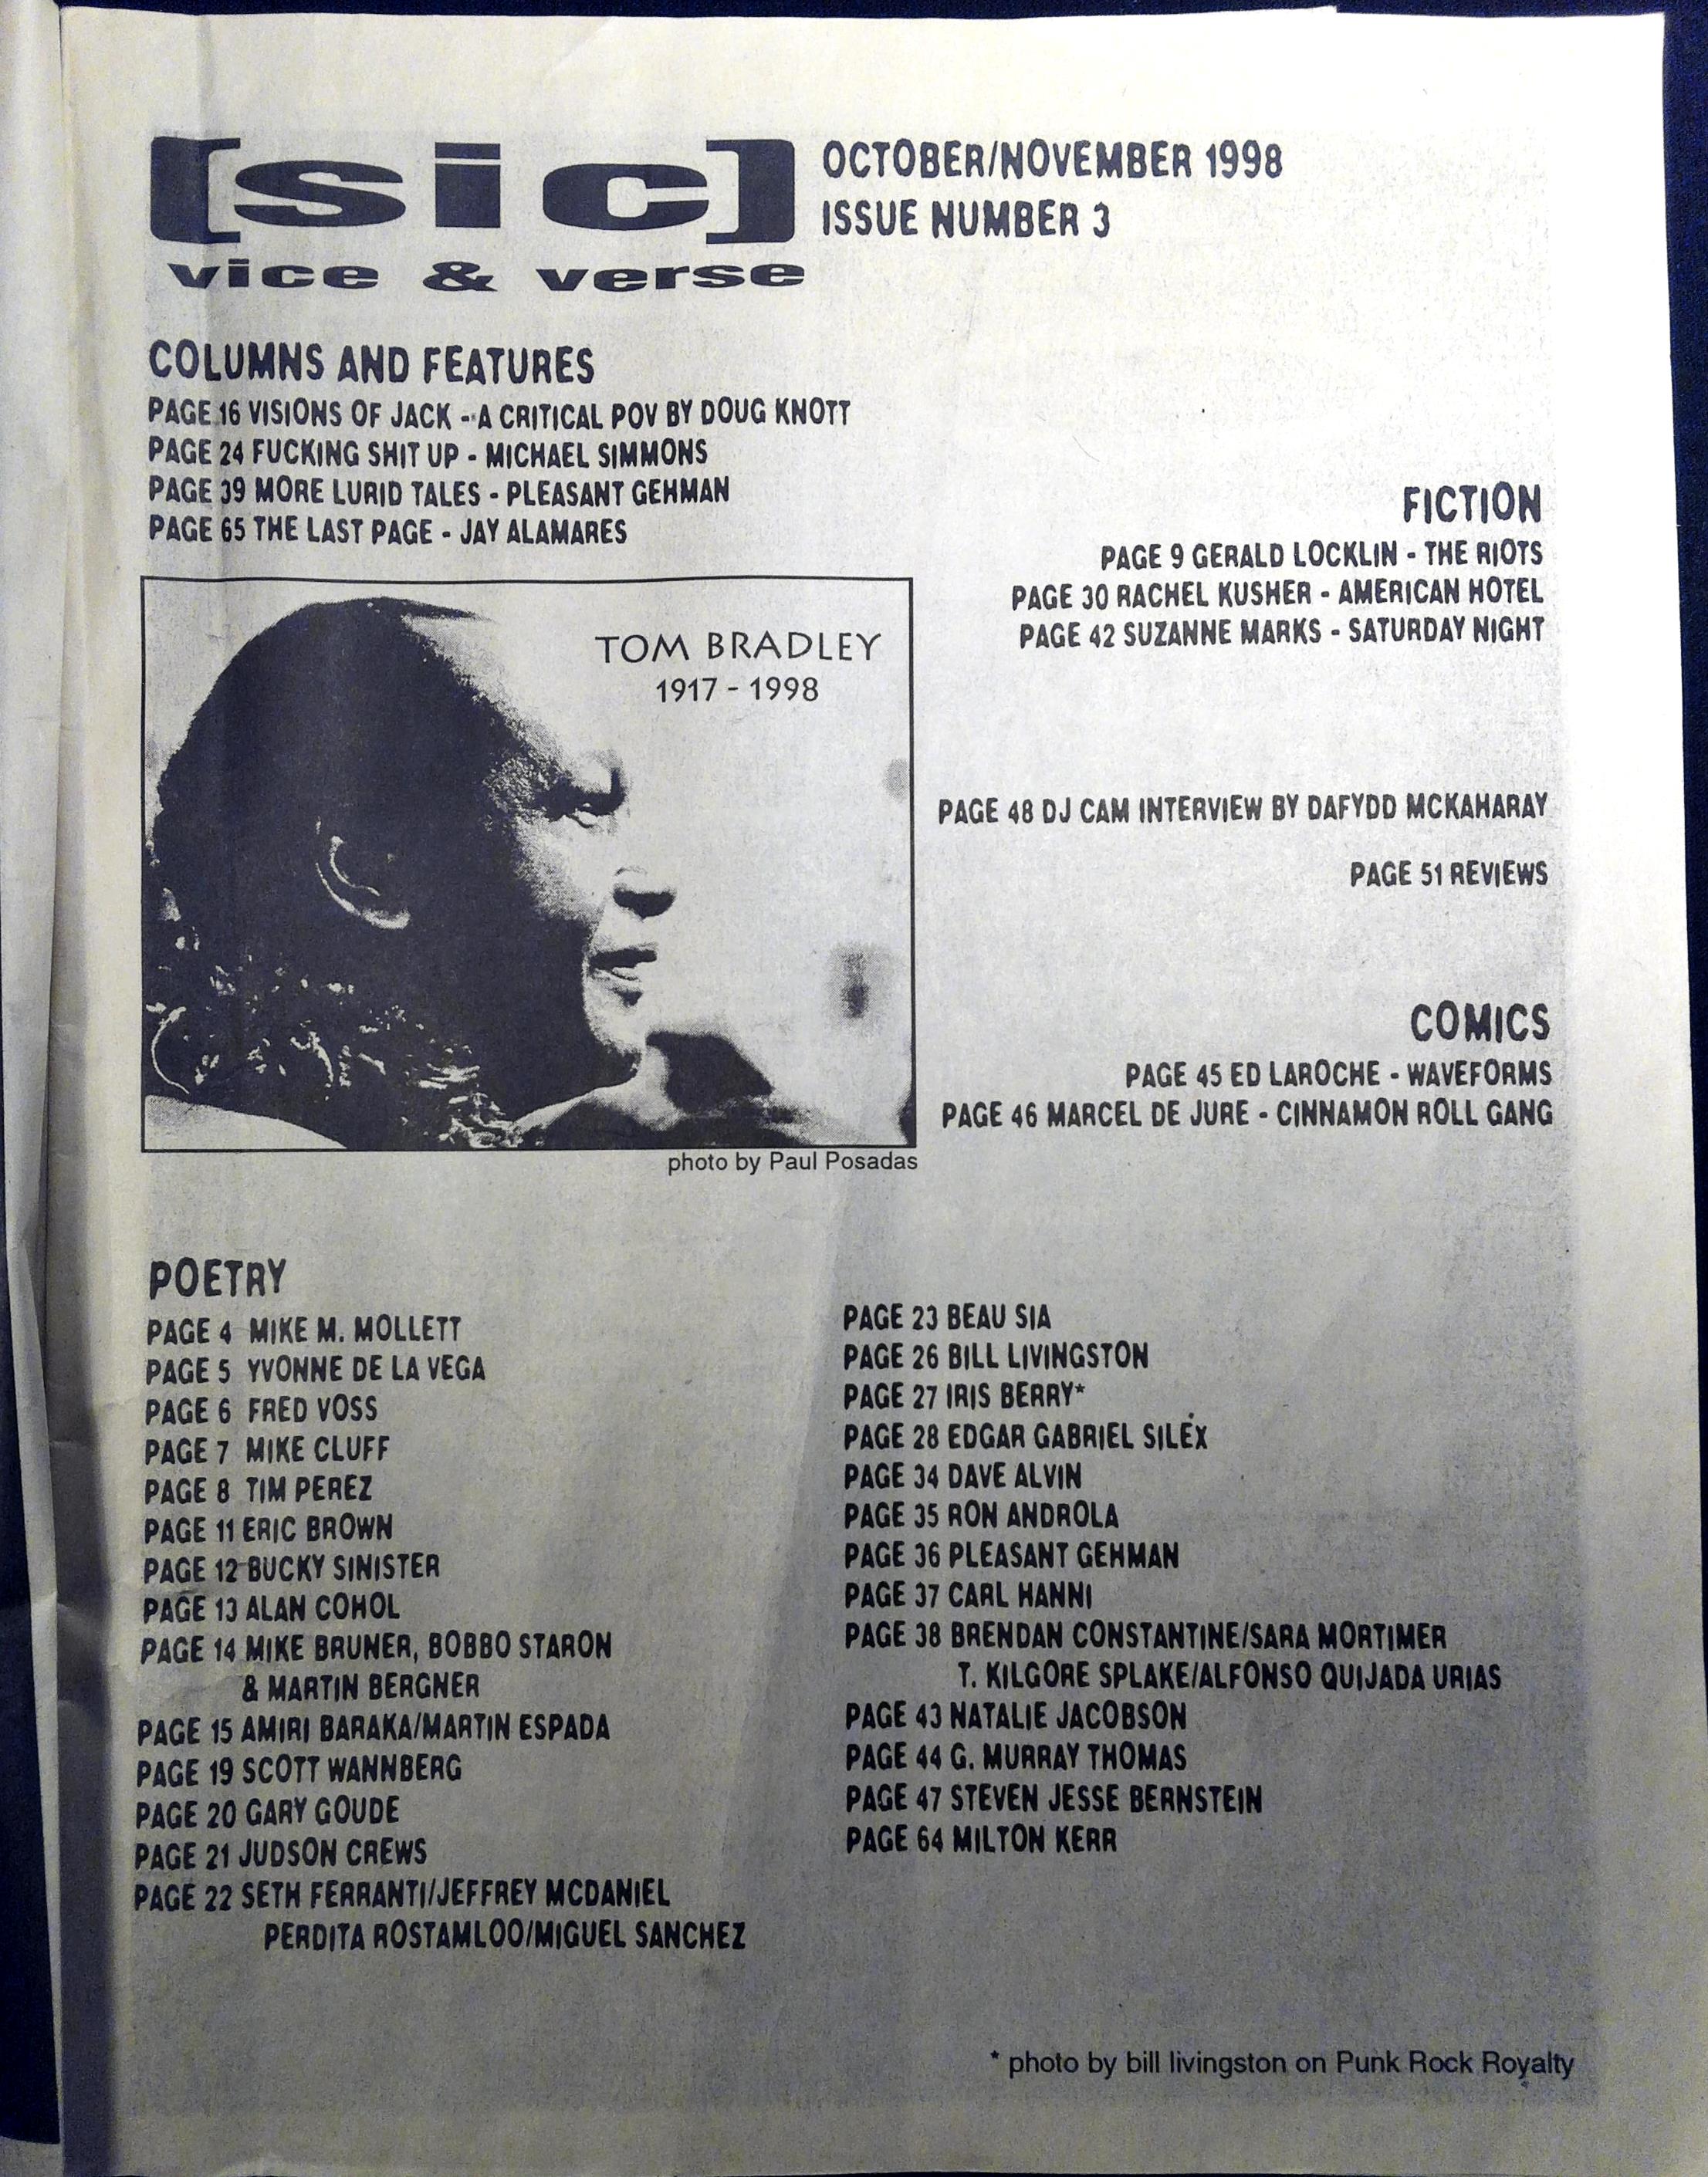 [sic]
vice & verse
OCTOBER/NOVEMBER 1998
ISSUE NUMBER 3
COLUMNS AND FEATURES
PAGE 16 VISIONS OF JACK - A CRITICAL POV BY DOUG KNOTT
PAGE 24 FUCKING SHIT UP - MICHAEL SIMMONS
PAGE 39 MORE LURID TALES - PLEASANT GEHMAN
PAGE 65 THE LAST PAGE - JAY ALAMARES
TOM BRADLEY
1917 - 1998
photo by Paul Posadas
FICTION
PAGE 9 GERALD LOCKLIN - THE RIOTS
PAGE 30 RACHEL KUSHER - AMERICAN HOTEL
PAGE 42 SUZANNE MARKS - SATURDAY NIGHT
PAGE 48 DJ CAM INTERVIEW BY DAFYDD MCKAHARAY
PAGE 51 REVIEWS
COMICS
PAGE 45 ED LAROCHE - WAVEFORMS
PAGE 46 MARCEL DE JURE - CINNAMON ROLL GANG
POETRY
PAGE 4 MIKE M. MOLLETT
PAGE 5 YVONNE DE LA VEGA
PAGE 6 FRED VOSS
PAGE 7 MIKE CLUFF
PAGE 8 TIM PEREZ
PAGE 11 ERIC BROWN
PAGE 12 BUCKY SINISTER
PAGE 13 ALAN COHOL
PAGE 14 MIKE BRUNER, BOBBO STARON
& MARTIN BERGNER
PAGE 15 AMIRI BARAKA/MARTIN ESPADA
PAGE 19 SCOTT WANNBERG
PAGE 20 GARY GOUDE
PAGE 21 JUDSON CREWS
PAGE 22 SETH FERRANTI/JEFFREY MCDANIEL
PERDITA ROSTAMLOO/MIGUEL SANCHEZ
PAGE 23 BEAU SIA
PAGE 26 BILL LIVINGSTON
PAGE 27 IRIS BERRY*
PAGE 28 EDGAR GABRIEL SILEX
PAGE 34 DAVE ALVIN
PAGE 35 RON ANDROLA
PAGE 36 PLEASANT GEHMAN
PAGE 37 CARL HANNI
PAGE 38 BRENDAN CONSTANTINE/SARA MORTIMER
T. KILGORE SPLAKE/ALFONSO QUIJADA URIAS
PAGE 43 NATALIE JACOBSON
PAGE 44 G. MURRAY THOMAS
PAGE 47 STEVEN JESSE BERNSTEIN
PAGE 64 MILTON KERR
* photo by bill livingston on Punk Rock Royalty